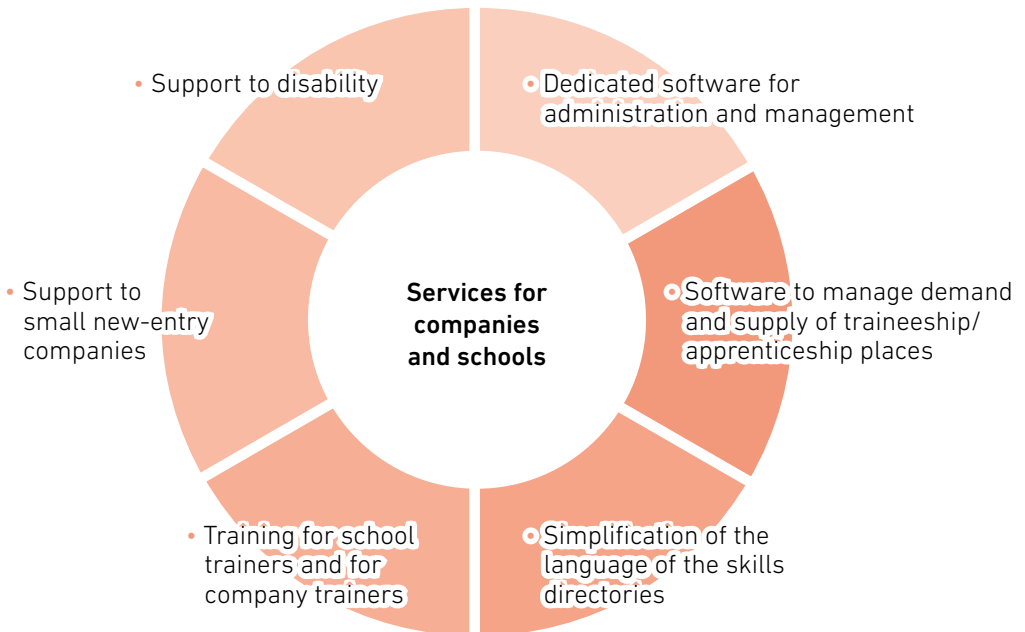 • Support to disability
• Dedicated software for
administration and management
• Support to
small new-entry
companies
Services for
companies
and schools
• Software to manage demand
and supply of traineeship/
apprenticeship places
• Training for school
trainers and for
company trainers
• Simplification of the
language of the skills
directories